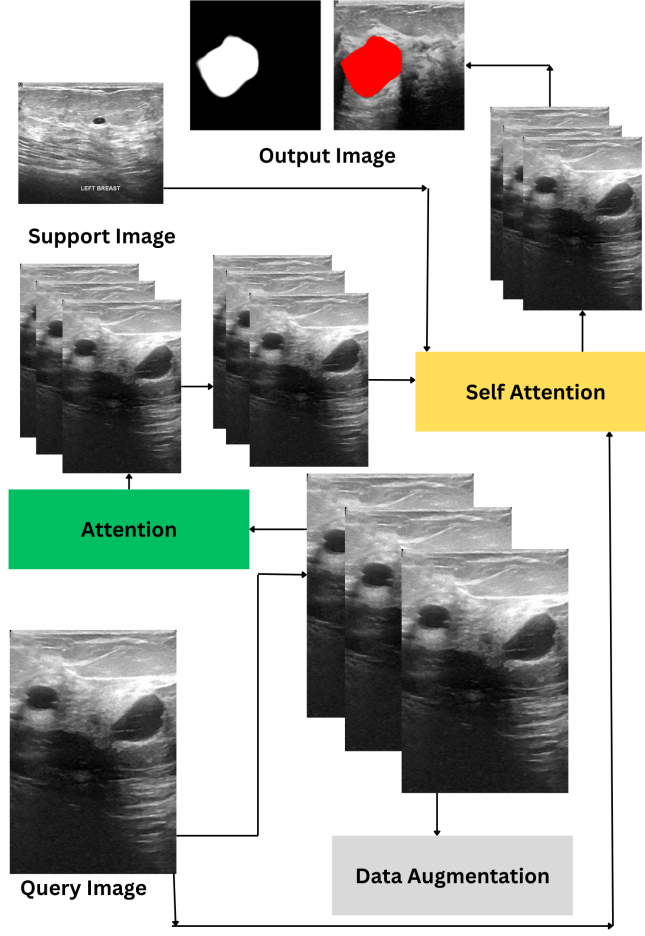 Output Image
LEFT BREAST
Support Image
Self Attention
Attention
Query Image
Data Augmentation